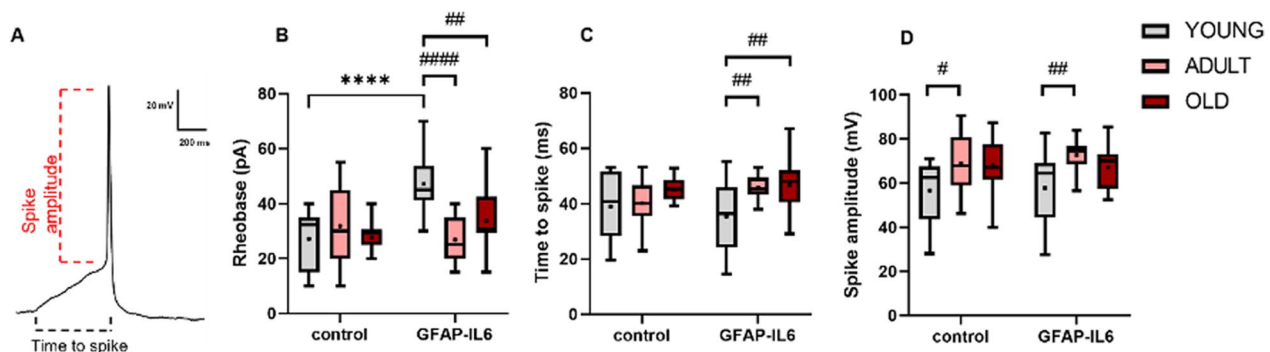 A
Spike
amplitude
20 mV
200 ms
Time to spike
B
##
####
****
Rheobase (pA)
80
60
40
20
0
control
GFAP-IL6
C
##
##
Time to spike (ms)
80
60
40
20
0
control
GFAP-IL6
D
#
##
Spike amplitude (mV)
100
80
60
40
20
0
control
GFAP-IL6
YOUNG
ADULT
OLD